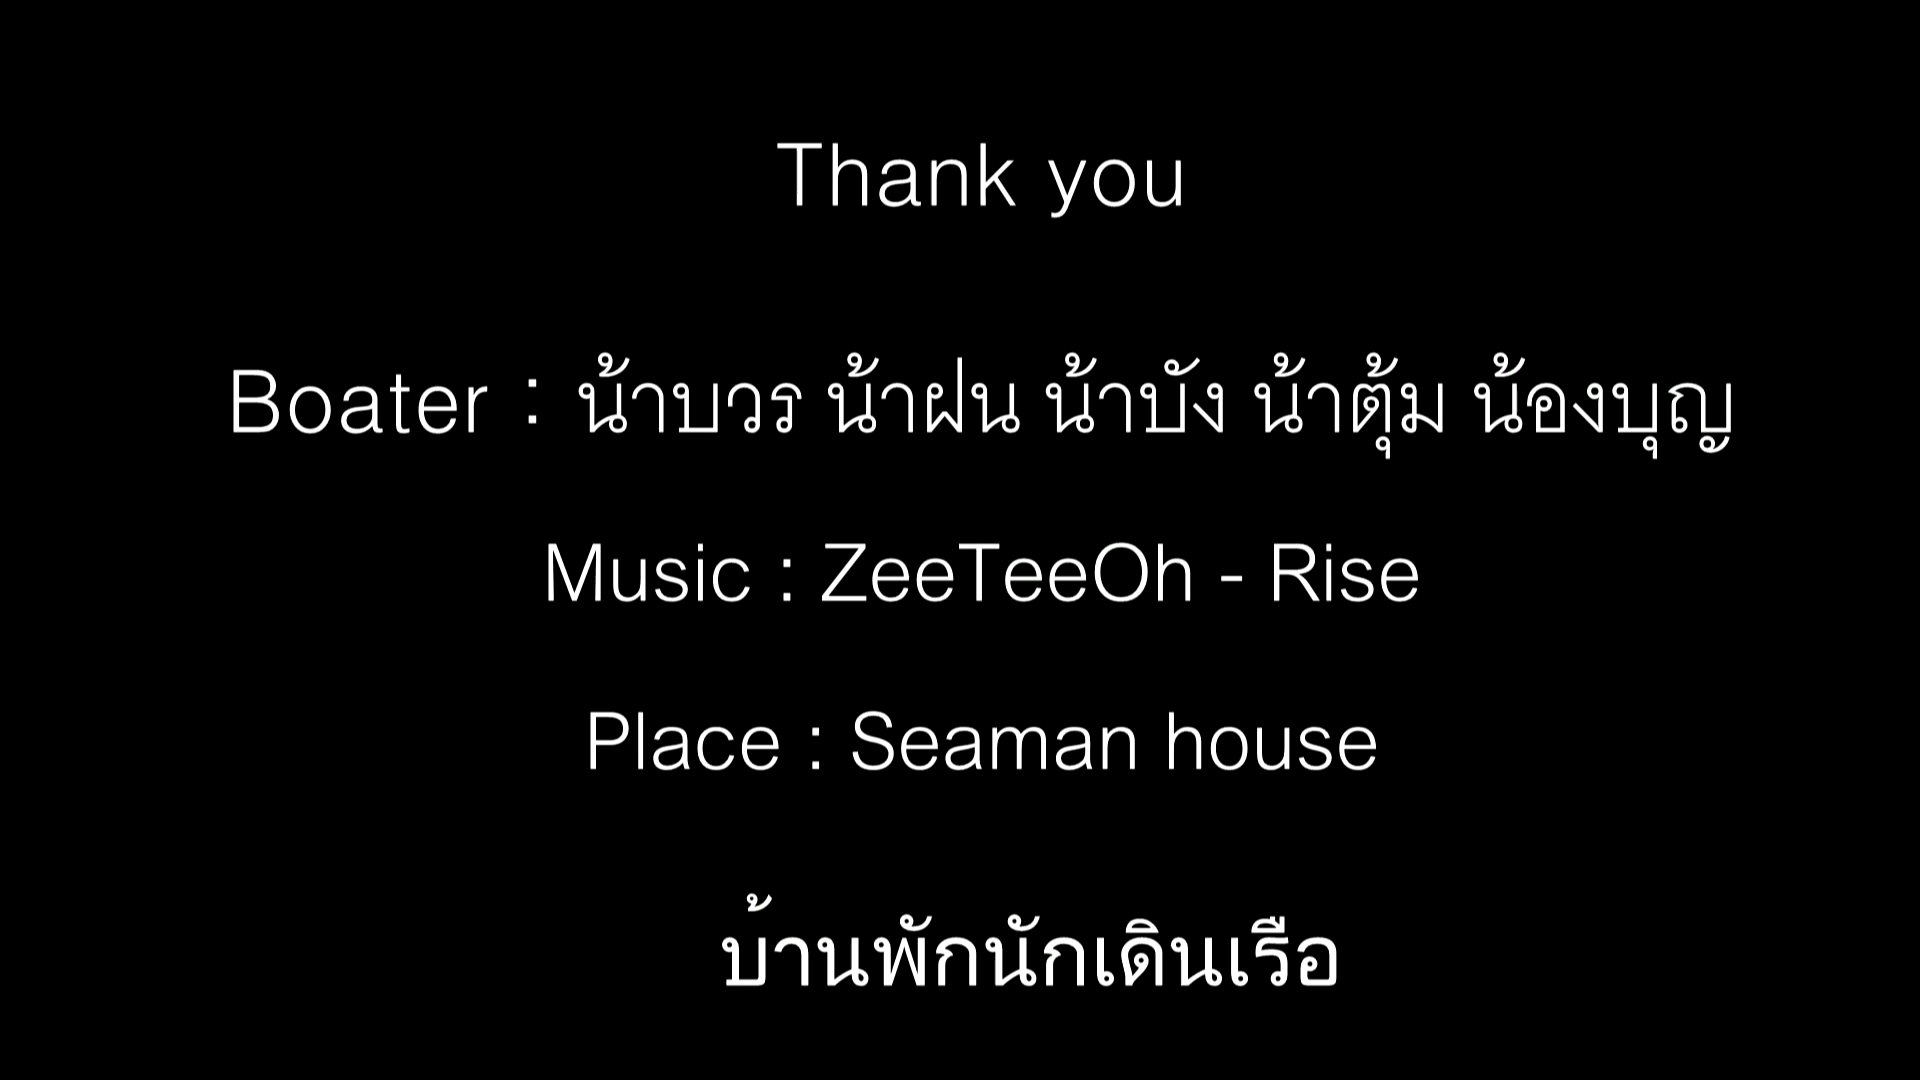 Thank you
Boater : น้าบวร น้าฝน น้าบัง น้าตุ้ม น้องบุญ
Music : ZeeTeeOh - Rise
Place : Seaman house
บ้านพักนักเดินเรือ